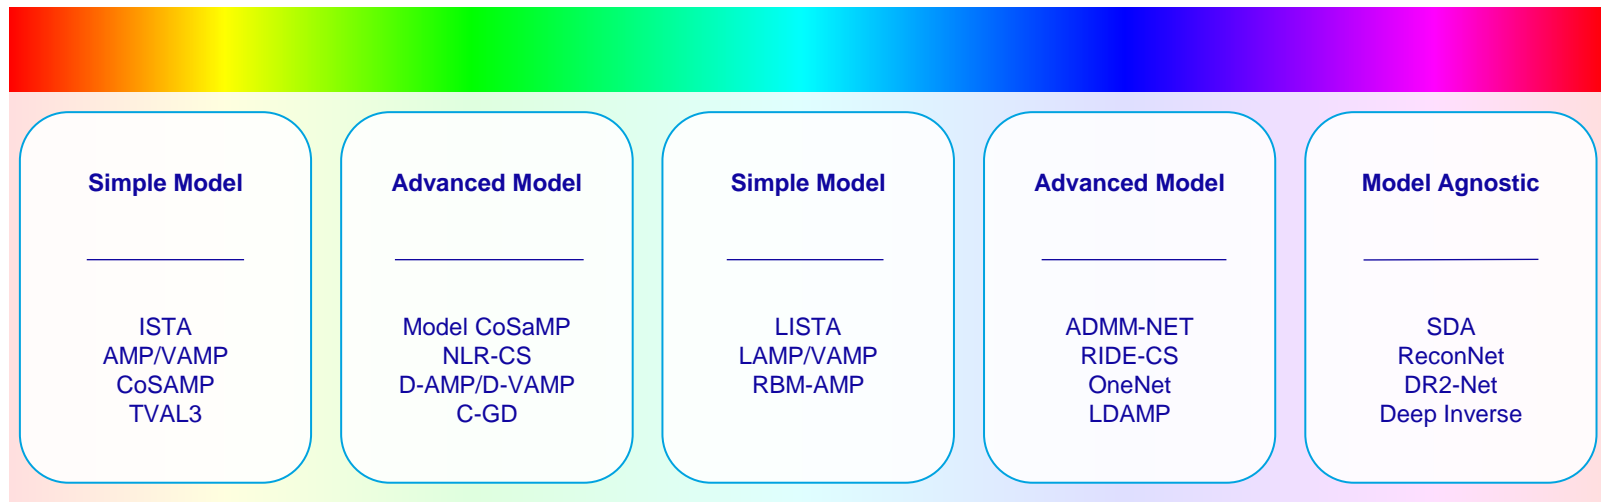 Simple Model
ISTA
AMP/VAMP
CoSAMP
TVAL3
Advanced Model
Model CoSaMP
NLR-CS
D-AMP/D-VAMP
C-GD
Simple Model
LISTA
LAMP/VAMP
RBM-AMP
Advanced Model
ADMM-NET
RIDE-CS
OneNet
LDAMP
Model Agnostic
SDA
ReconNet
DR2-Net
Deep Inverse